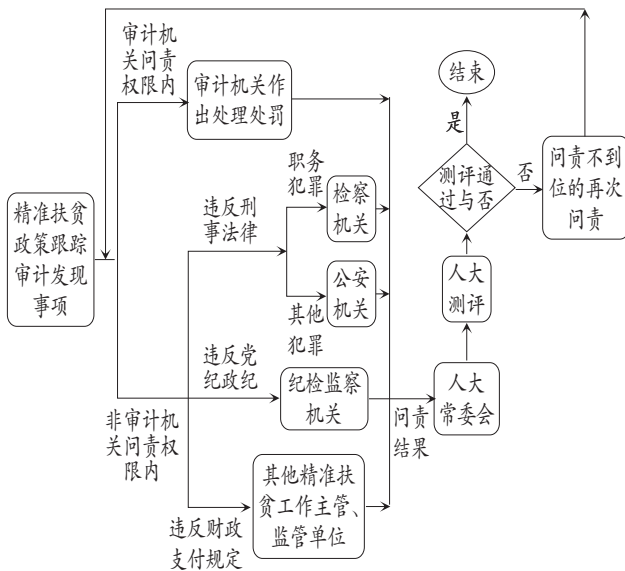 审计机
关问责
权限内
审计机关作
出处理处罚
结束
是
测评通
过与否
否
问责不到
位的再次
问责
精准扶贫
政策跟踪
审计发现
事项
违反刑
事法律
职务
犯罪
检察
机关
公安
机关
其他
犯罪
人大
测评
违反党
纪政纪
纪检监察
机关
问责
结果
人大
常委会
非审计机
关问责权
限内
其他精准扶
贫工作主管、
监管单位
违反财政
支付规定